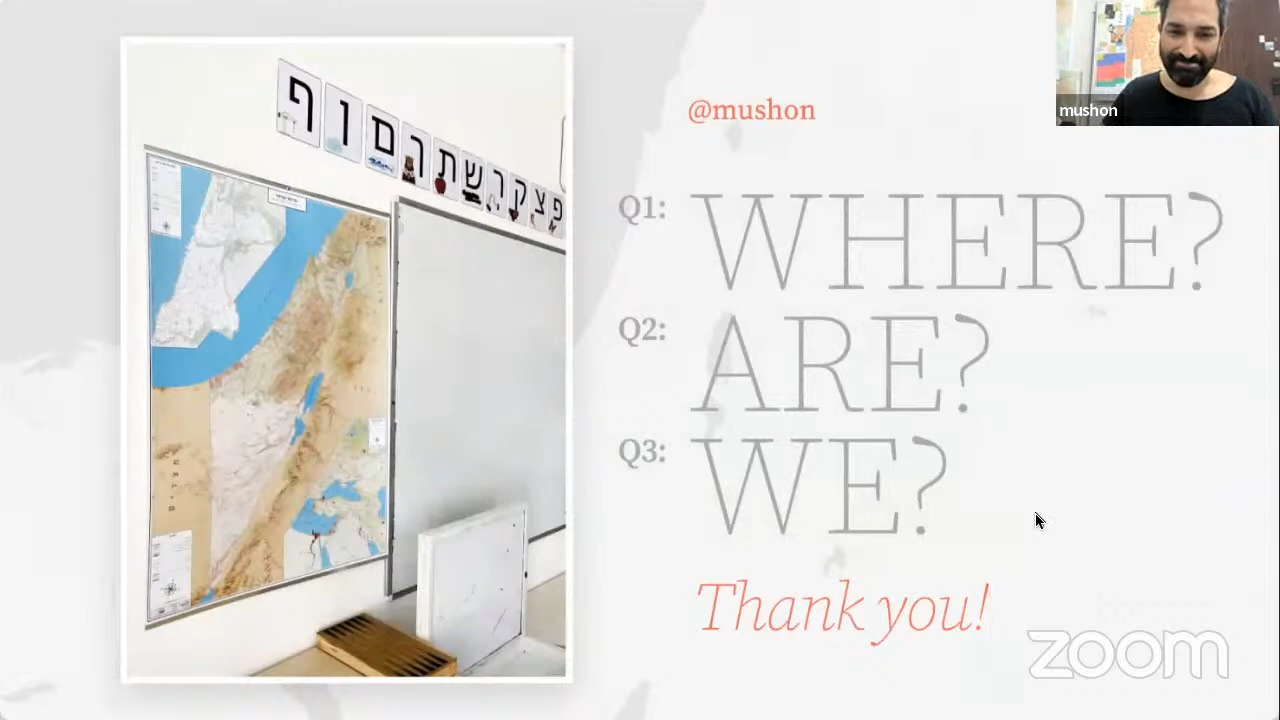 mushon
@mushon
Q1: WHERE?
Q2: ARE?
Q3: WE?
Thank you!
zoom
פ צ ק ר ש ת ך ם ן ף